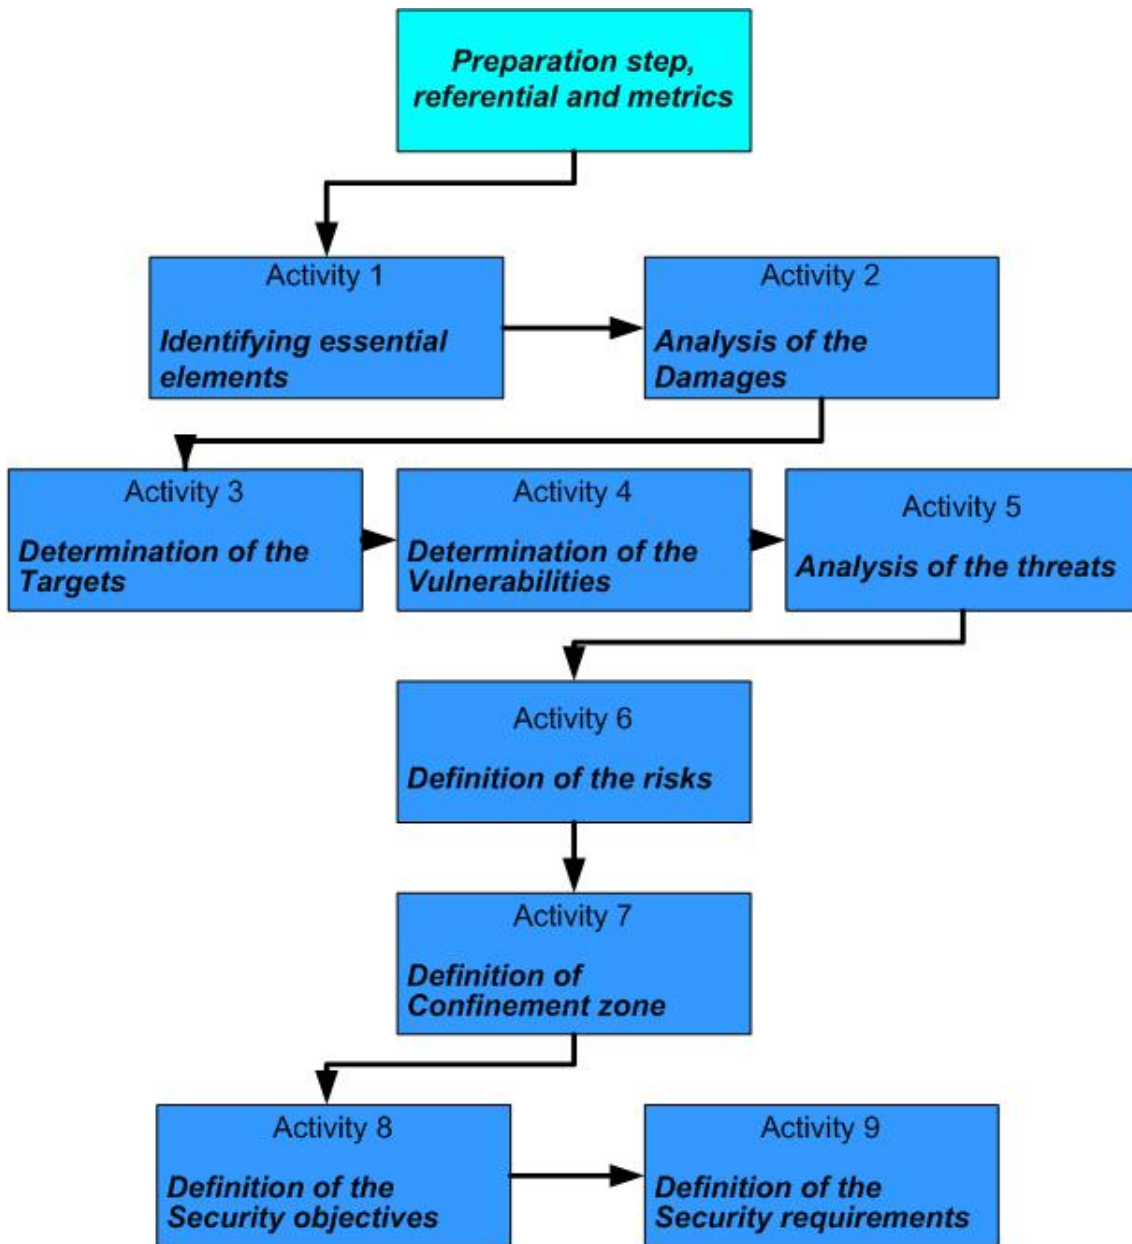 Preparation step,
referential and metrics
Activity 1
Identifying essential
elements
Activity 2
Analysis of the
Damages
Activity 3
Determination of the
Targets
Activity 4
Determination of the
Vulnerabilities
Activity 5
Analysis of the threats
Activity 6
Definition of the risks
Activity 7
Definition of
Confinement zone
Activity 8
Definition of the
Security objectives
Activity 9
Definition of the
Security requirements